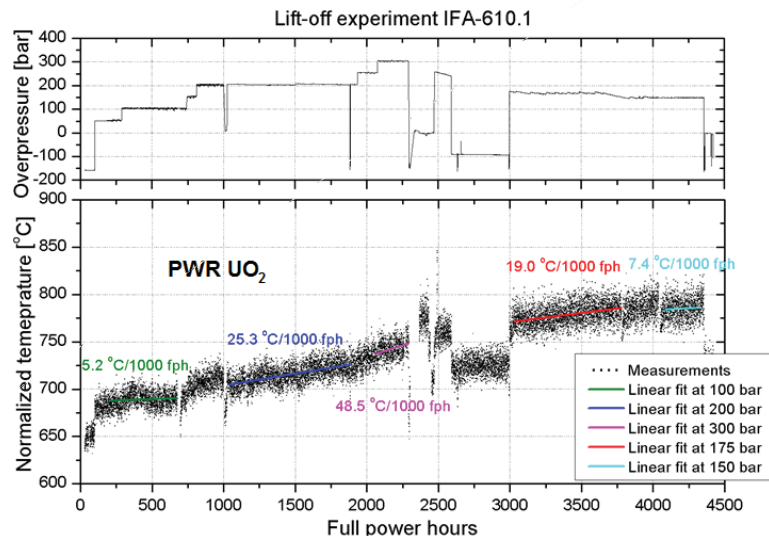 Lift-off experiment IFA-610.1
Overpressure [bar]
400
300
200
100
0
-100
-200
Normalized temeprature [°C]
900
850
800
750
700
650
600
PWR UO₂
5.2 °C/1000 fph
25.3 °C/1000 fph
48.5 °C/1000 fph
19.0 °C/1000 fph
7.4 °C/1000 fph
Measurements
Linear fit at 100 bar
Linear fit at 200 bar
Linear fit at 300 bar
Linear fit at 175 bar
Linear fit at 150 bar
0 500 1000 1500 2000 2500 3000 3500 4000 4500
Full power hours